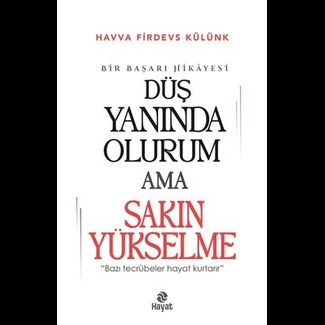 HAVVA FİRDEVS KÜLÜNK
BİR BAŞARI HİKÂYESİ
DÜŞ
YANINDA
OLURUM
AMA
SAKIN
YÜKSELME
“Bazı tecrübeler hayat kurtarır”
Hayat